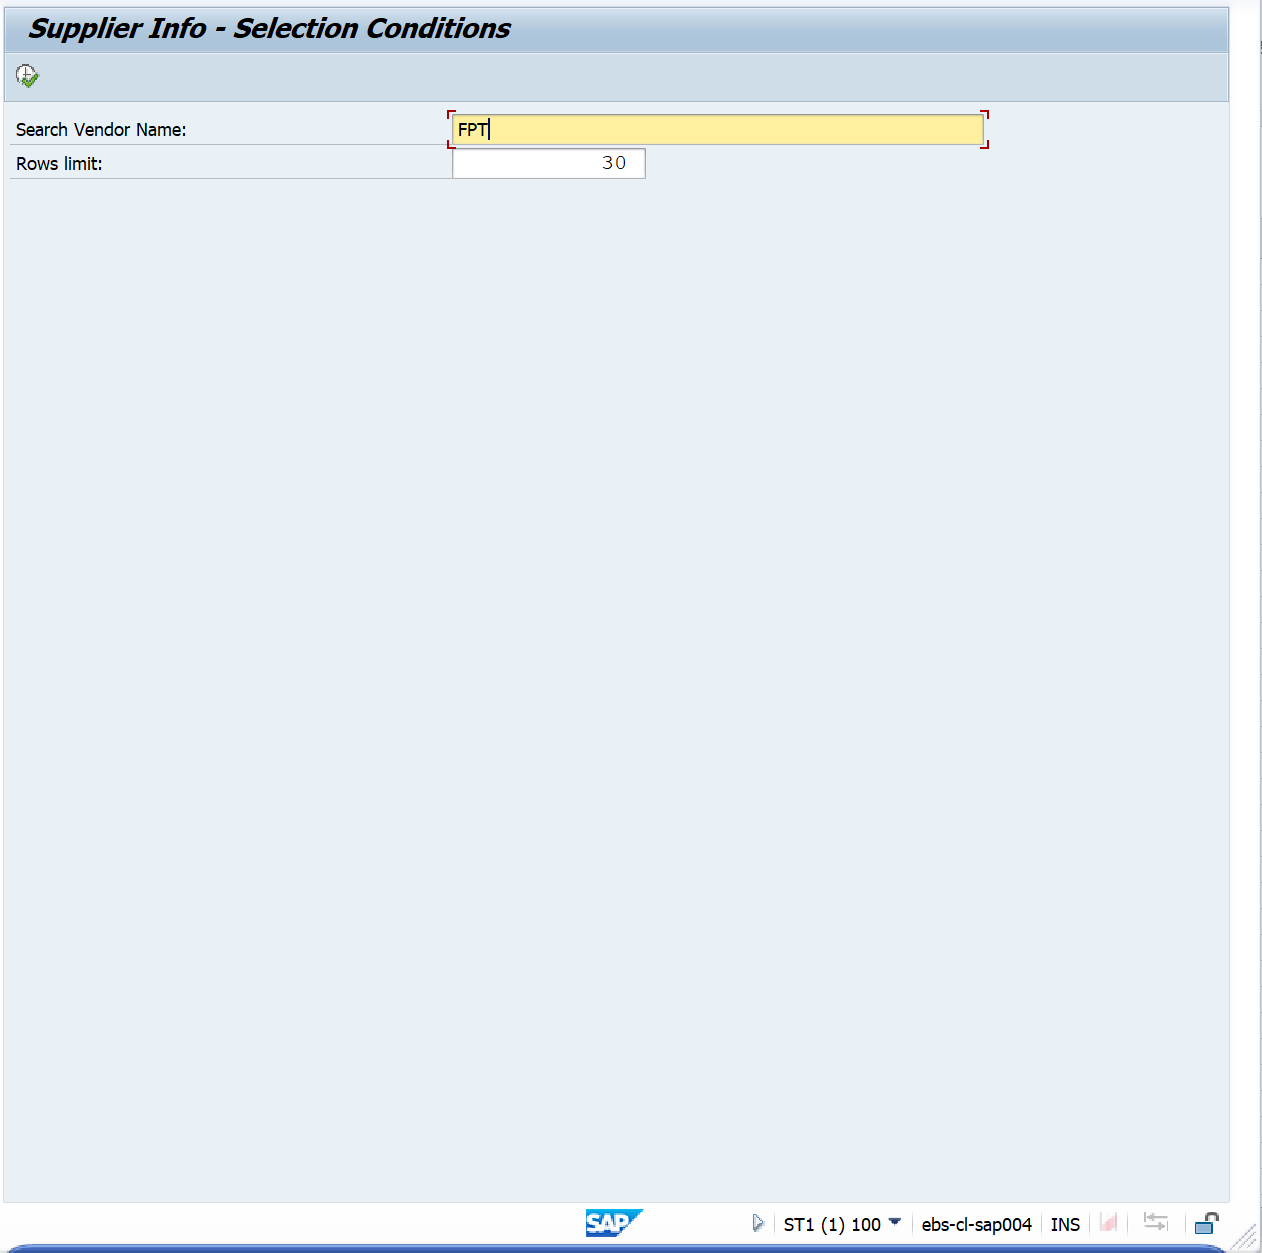 Supplier Info - Selection Conditions
Search Vendor Name: FPT
Rows limit: 30
SAP ST1 (1) 100 ebs-cl-sap004 INS